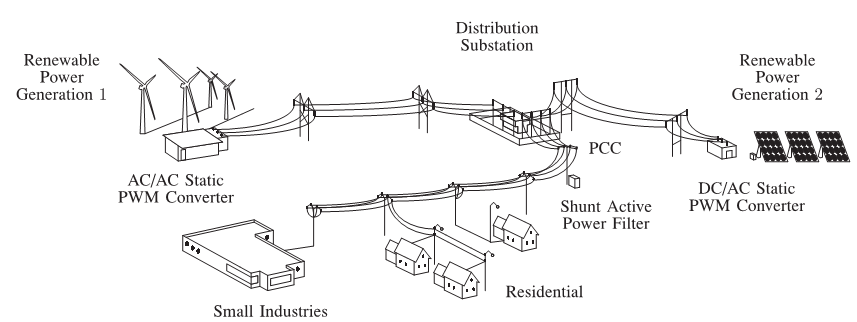 Distribution
Substation
Renewable
Power
Generation 1
Renewable
Power
Generation 2
PCC
AC/AC Static
PWM Converter
DC/AC Static
PWM Converter
Shunt Active
Power Filter
Residential
Small Industries